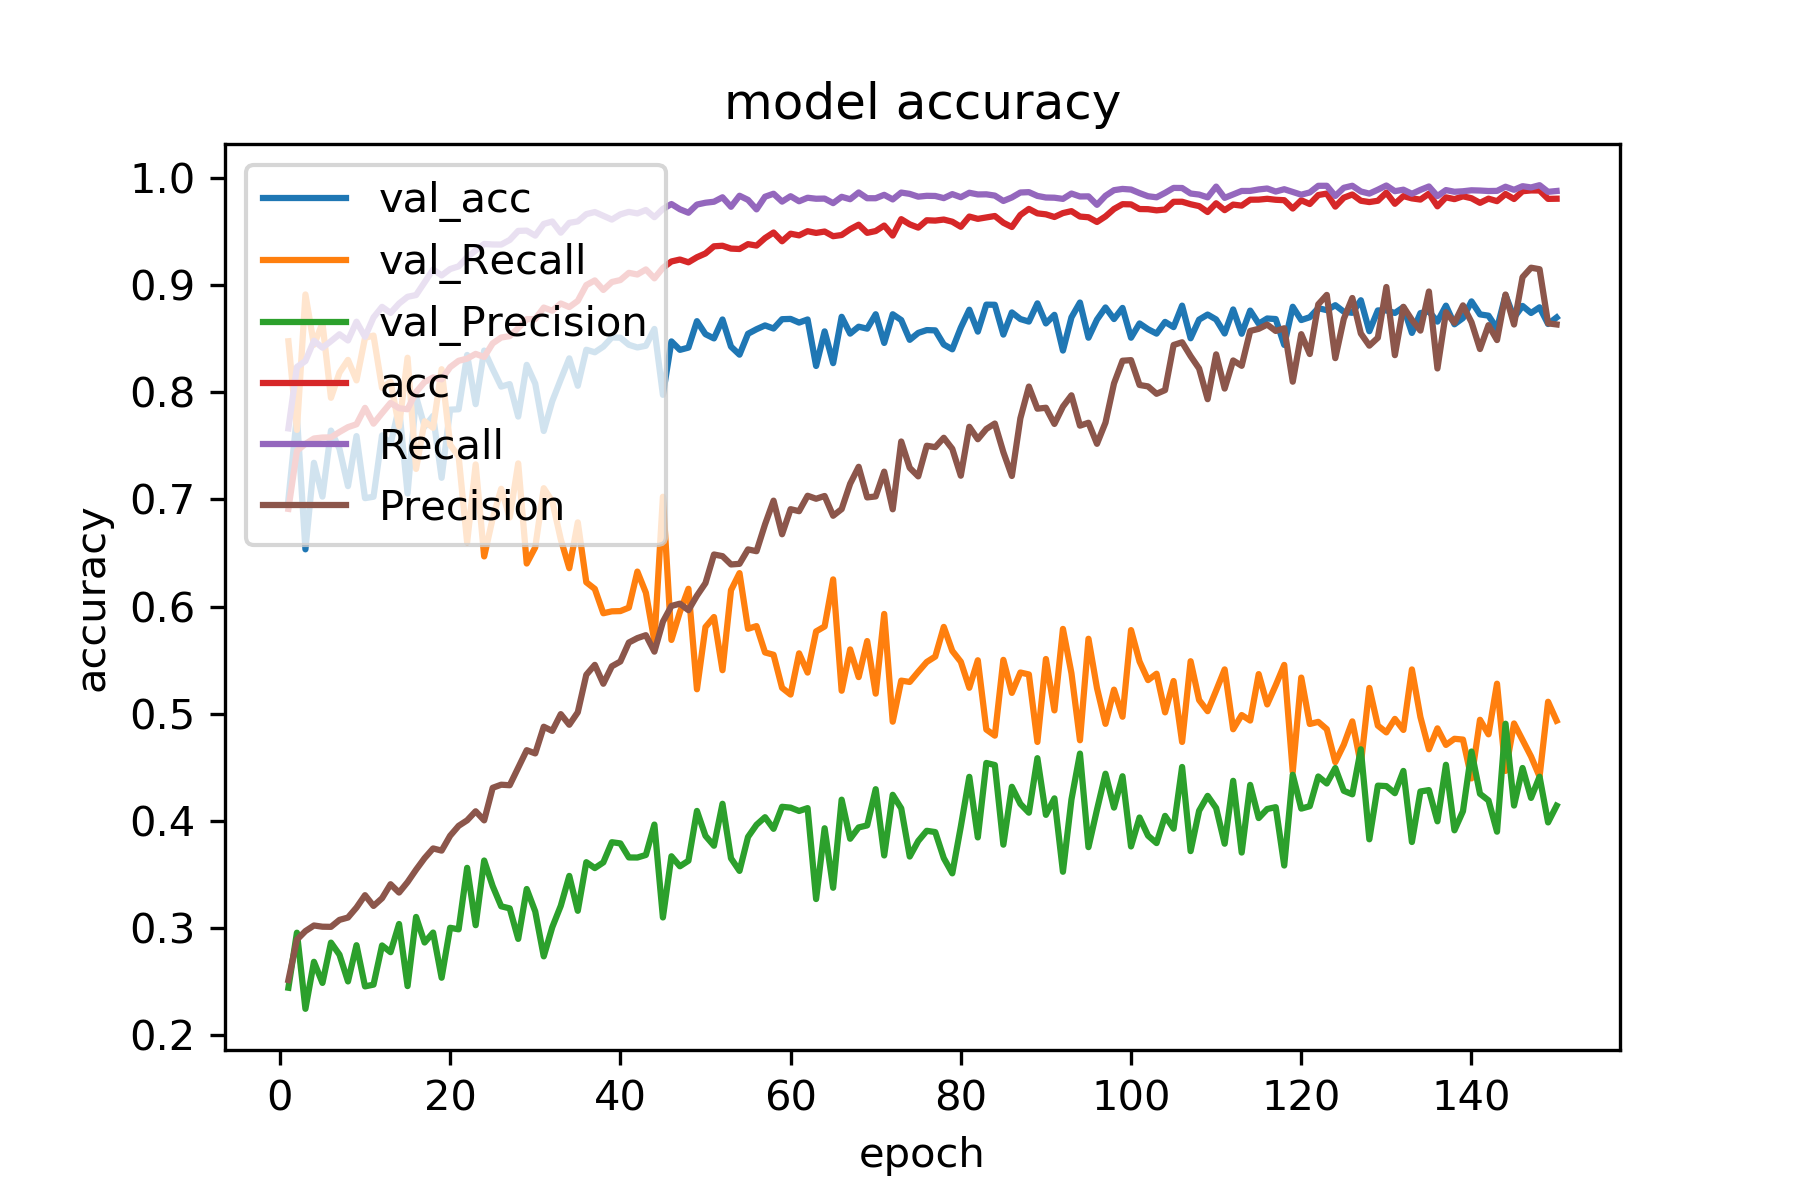 model accuracy
val_acc
val_Recall
val_Precision
acc
Recall
Precision
accuracy
1.0
0.9
0.8
0.7
0.6
0.5
0.4
0.3
0.2
0 20 40 60 80 100 120 140
epoch